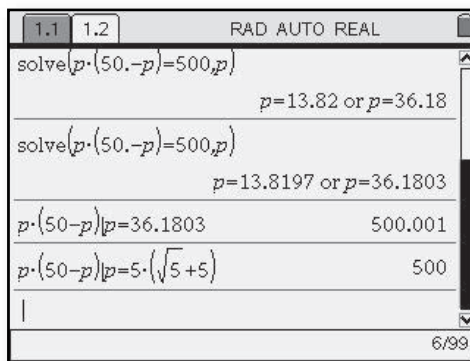 1.1 1.2 RAD AUTO REAL
solve(p·(50.−p)=500,p)
p=13.82 or p=36.18
solve(p·(50.−p)=500,p)
p=13.8197 or p=36.1803
p·(50−p)|p=36.1803 500.001
p·(50−p)|p=5·(√5+5) 500
6/99